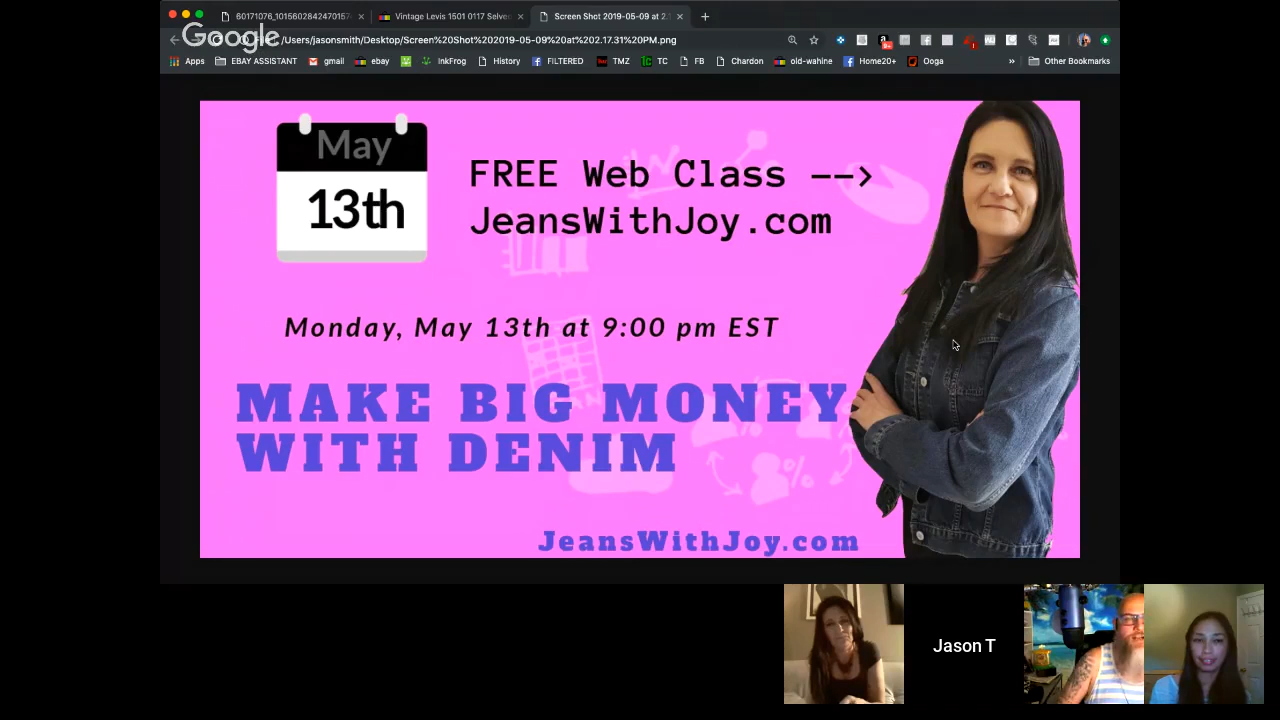 60171076_10156028424701576
Vintage Levis 1501 0117 Selved
Screen Shot 2019-05-09 at 2.1
Google
/Users/jasonsmith/Desktop/Screen%20Shot%202019-05-09%20at%202.17.31%20PM.png
Apps EBAY ASSISTANT gmail ebay InkFrog History FILTERED TMZ TC FB Chardon old-wahine Home20+ Ooga » Other Bookmarks
May
13th
FREE Web Class -->
JeansWithJoy.com
Monday, May 13th at 9:00 pm EST
MAKE BIG MONEY
WITH DENIM
%
JeansWithJoy.com
Jason T